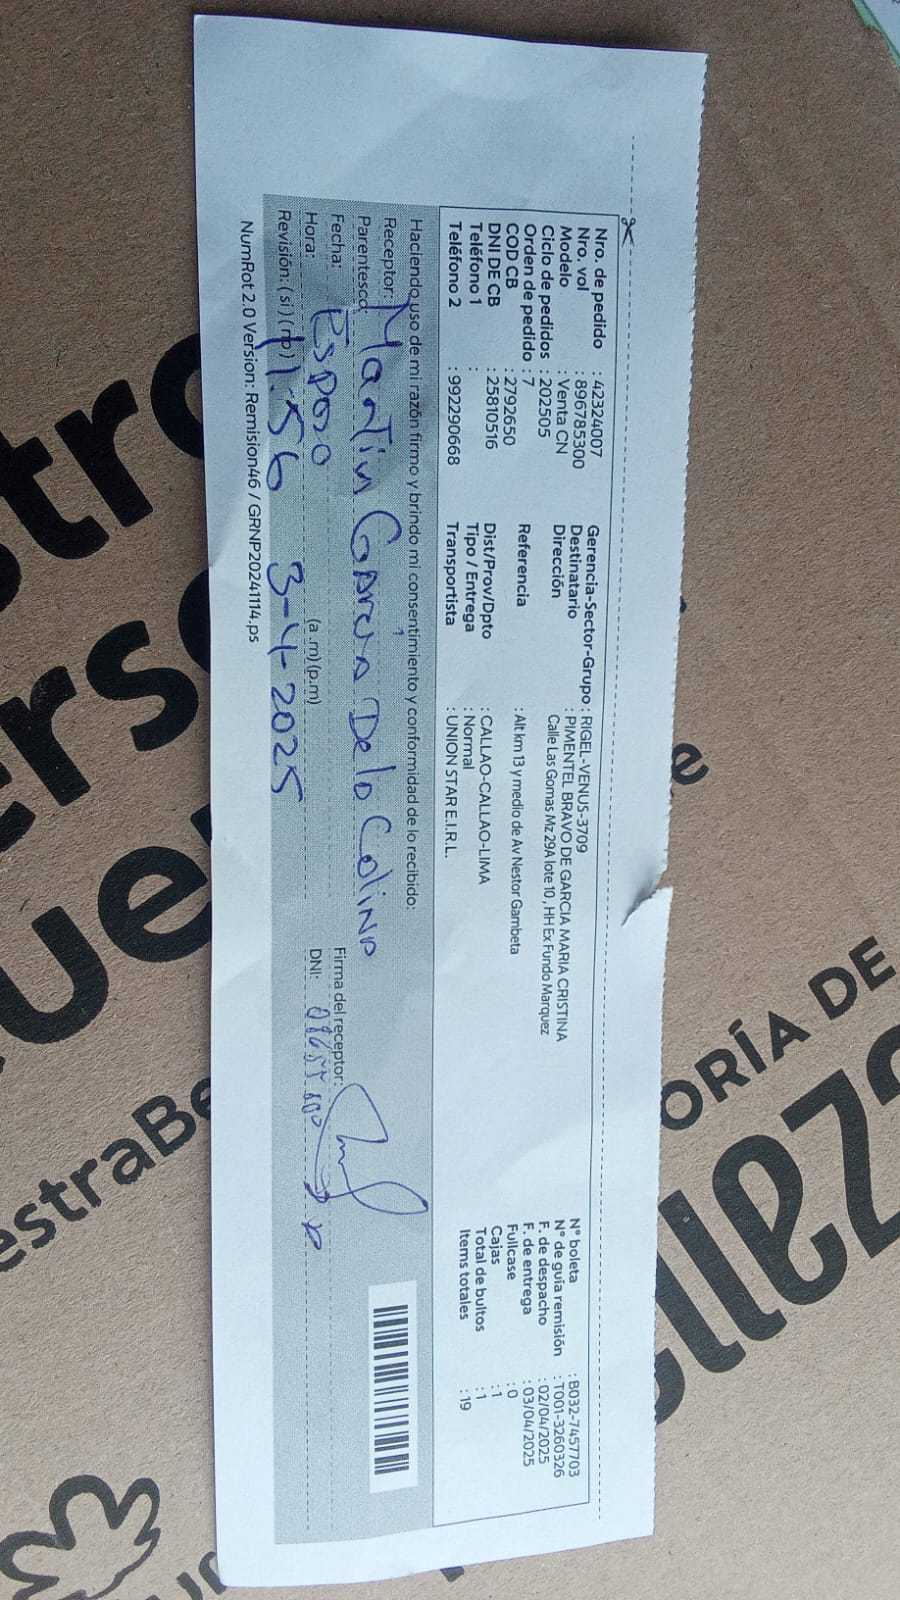 Nro. de pedido : 42324007
Nro. vol : 896785300
Modelo : Venta CN
Ciclo de pedidos : 202505
Orden de pedido : 7
COD CB : 2792650
DNI DE CB : 25810516
Teléfono 1 :
Teléfono 2 : 992290668
Gerencia-Sector-Grupo : RIGEL-VENUS-3709
Destinatario : PIMENTEL BRAVO DE GARCIA MARIA CRISTINA
Dirección Calle Las Gomas Mz 29A lote 10 , HH Ex Fundo Marquez
Referencia : Alt km 13 y medio de Av Nestor Gambeta
Dist/Prov/Dpto : CALLAO-CALLAO-LIMA
Tipo / Entrega : Normal
Transportista : UNION STAR E.I.R.L.
N° boleta : B032-7457703
N° de guía remisión : T001-3260326
F. de despacho : 02/04/2025
F. de entrega : 03/04/2025
Fullcase : 0
Cajas : 1
Total de bultos : 1
Items totales : 19
Haciendo uso de mi razón firmo y brindo mi consentimiento y conformidad de lo recibido:
Receptor: Martin Garcia De la Colina
Parentesco: Esposo
Fecha: 3-4-2025
Hora: 11:56 (a .m) (p.m)
Revisión: ( si ) ( no )
Firma del receptor:
DNI:
NumRot 2.0 Version: Remision46 / GRNP20241114.ps
ORÍA DE
estraBe